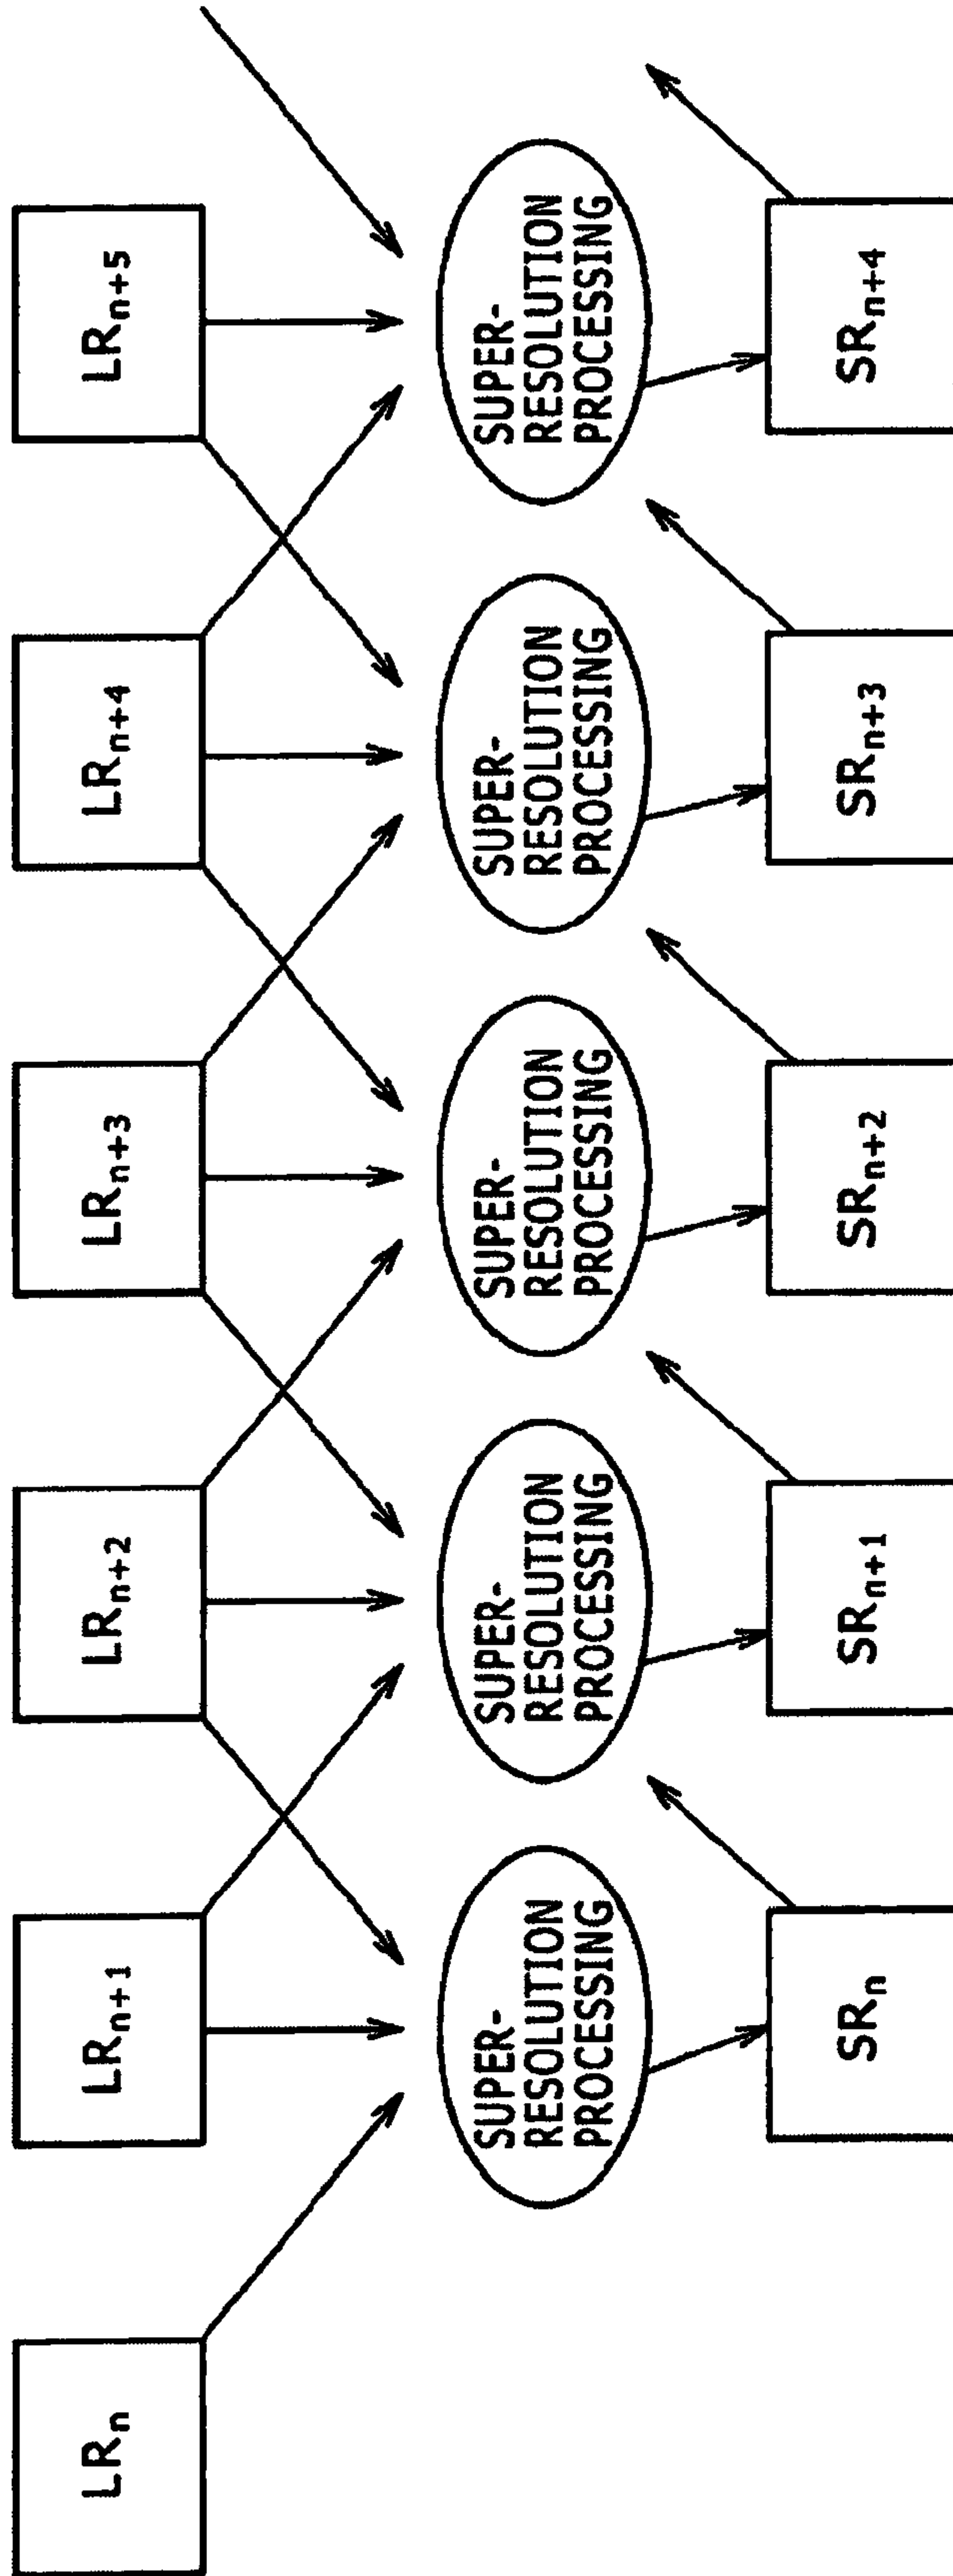 LRn
LRn+1
LRn+2
LRn+3
LRn+4
LRn+5
SUPER-
RESOLUTION
PROCESSING
SUPER-
RESOLUTION
PROCESSING
SUPER-
RESOLUTION
PROCESSING
SUPER-
RESOLUTION
PROCESSING
SUPER-
RESOLUTION
PROCESSING
SRn
SRn+1
SRn+2
SRn+3
SRn+4